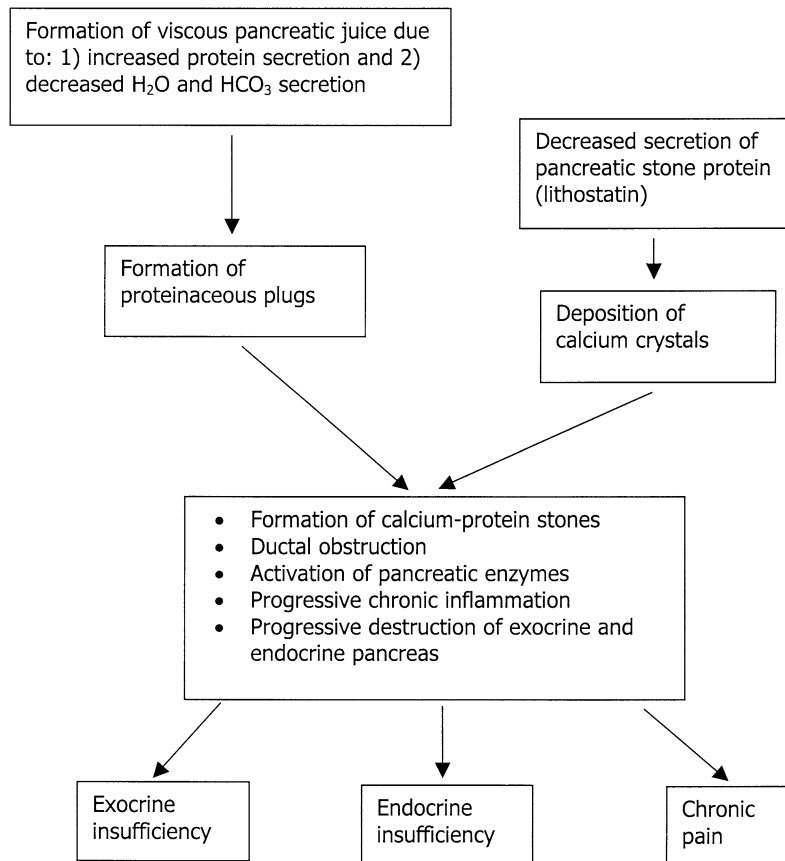 Formation of viscous pancreatic juice due
to: 1) increased protein secretion and 2)
decreased H₂O and HCO₃ secretion
Decreased secretion of
pancreatic stone protein
(lithostatin)
Formation of
proteinaceous plugs
Deposition of
calcium crystals
• Formation of calcium-protein stones
• Ductal obstruction
• Activation of pancreatic enzymes
• Progressive chronic inflammation
• Progressive destruction of exocrine and
endocrine pancreas
Exocrine
insufficiency
Endocrine
insufficiency
Chronic
pain